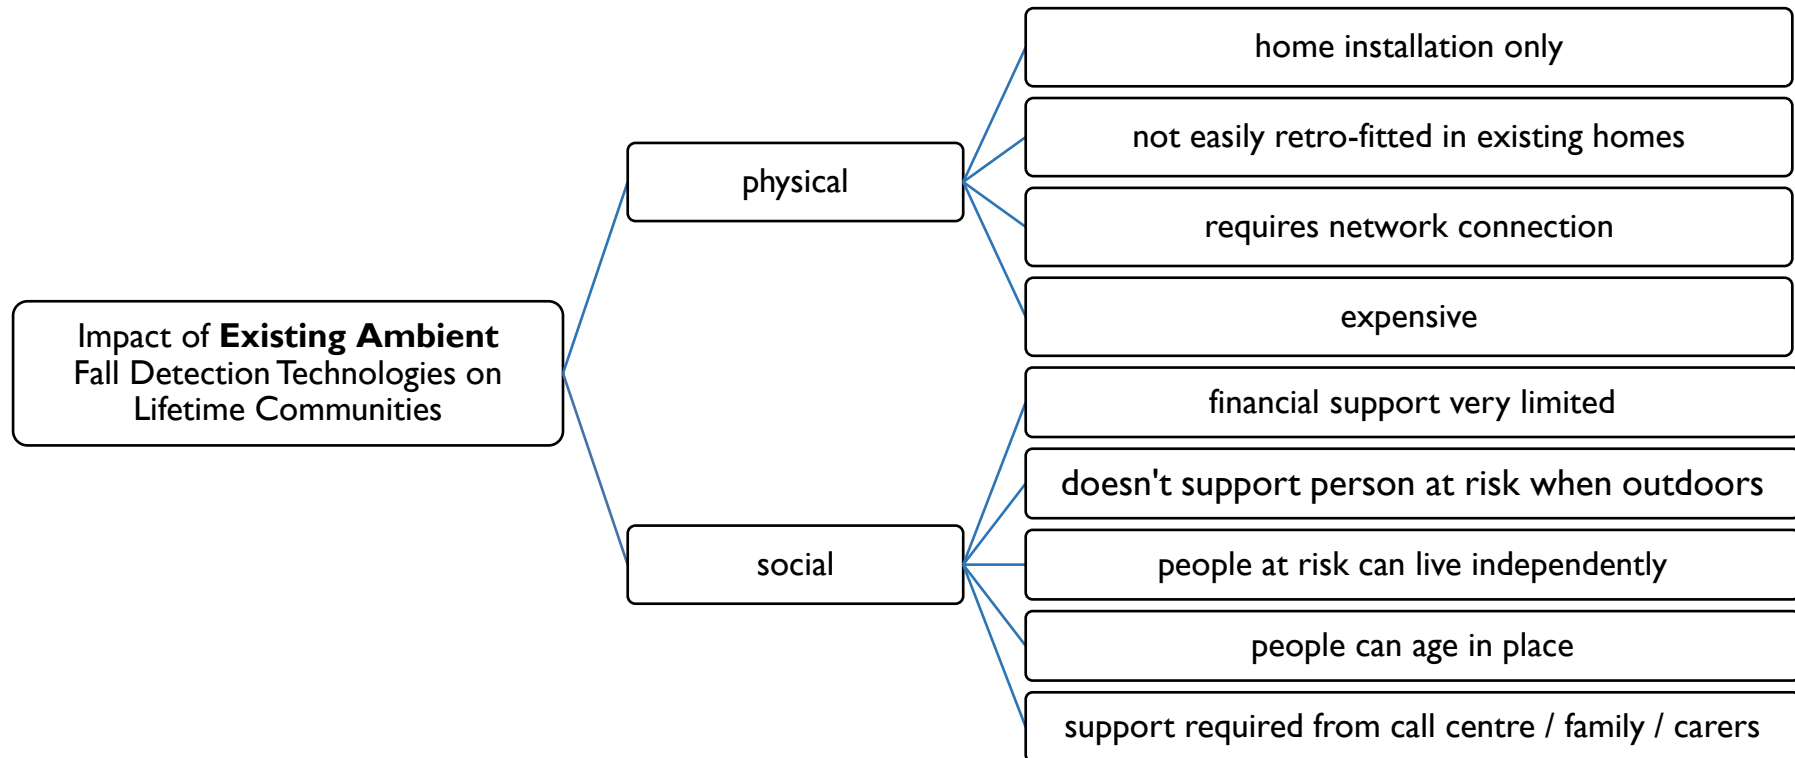 Impact of Existing Ambient
Fall Detection Technologies on
Lifetime Communities
physical
home installation only
not easily retro-fitted in existing homes
requires network connection
expensive
social
financial support very limited
doesn't support person at risk when outdoors
people at risk can live independently
people can age in place
support required from call centre / family / carers